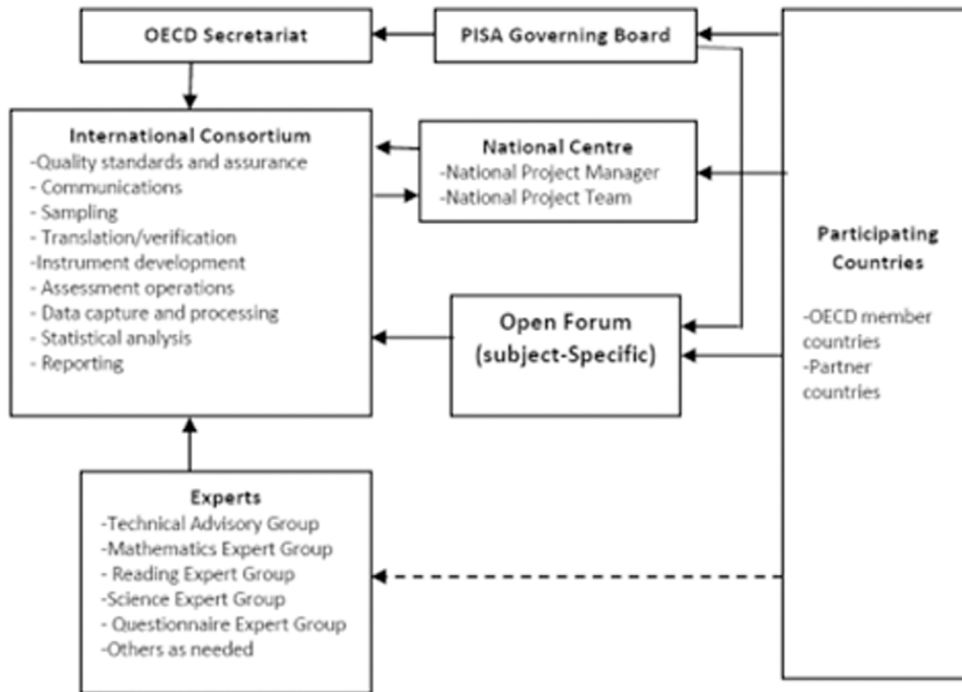 OECD Secretariat
PISA Governing Board
International Consortium
-Quality standards and assurance
- Communications
- Sampling
- Translation/verification
-Instrument development
- Assessment operations
- Data capture and processing
- Statistical analysis
- Reporting
National Centre
-National Project Manager
-National Project Team
Open Forum
(subject-Specific)
Participating
Countries
-OECD member
countries
-Partner
countries
Experts
-Technical Advisory Group
-Mathematics Expert Group
- Reading Expert Group
-Science Expert Group
- Questionnaire Expert Group
-Others as needed